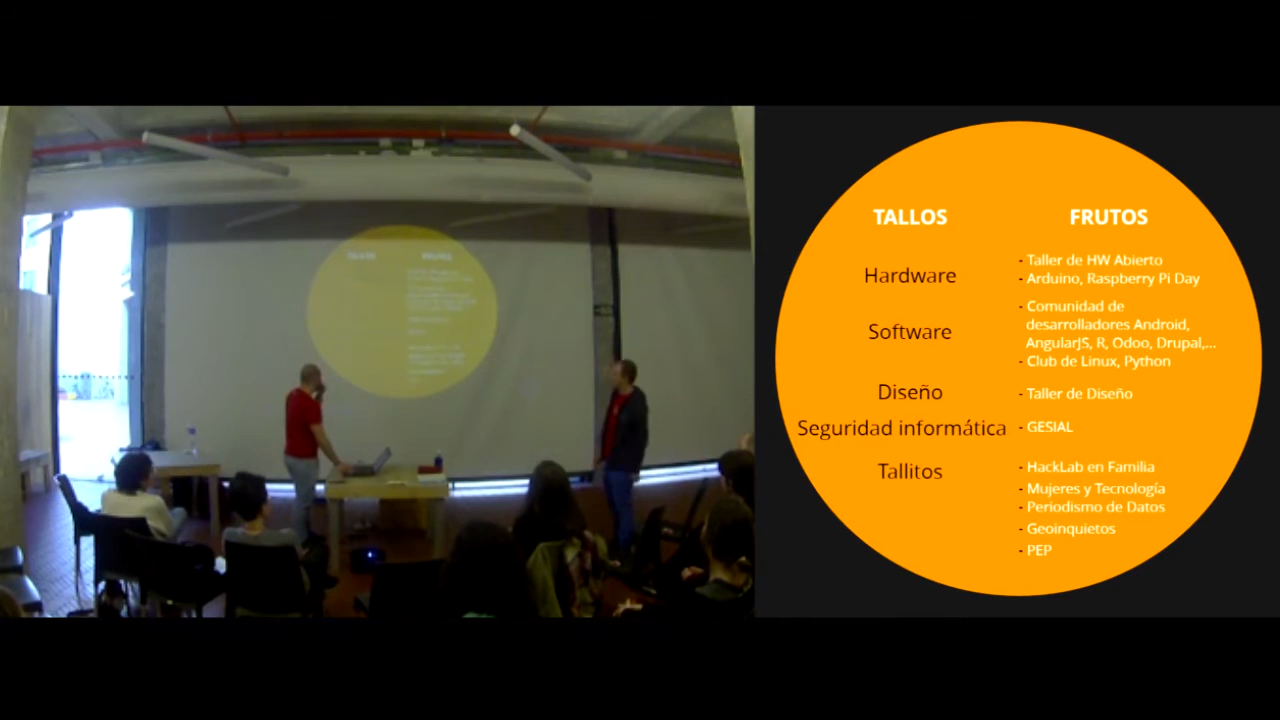 TALLOS
FRUTOS
Hardware
- Taller de HW Abierto
- Arduino, Raspberry Pi Day
Software
- Comunidad de
desarrolladores Android,
AngularJS, R, Odoo, Drupal,...
- Club de Linux, Python
Diseño
- Taller de Diseño
Seguridad informática
- GESIAL
Tallitos
- HackLab en Familia
- Mujeres y Tecnología
- Periodismo de Datos
- Geoinquietos
- PEP